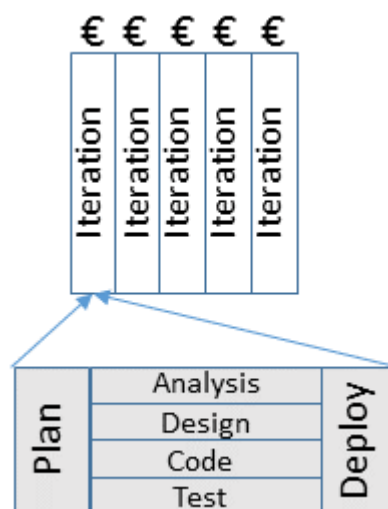 € € € € €
Iteration
Iteration
Iteration
Iteration
Iteration
Plan
Analysis
Design
Code
Test
Deploy